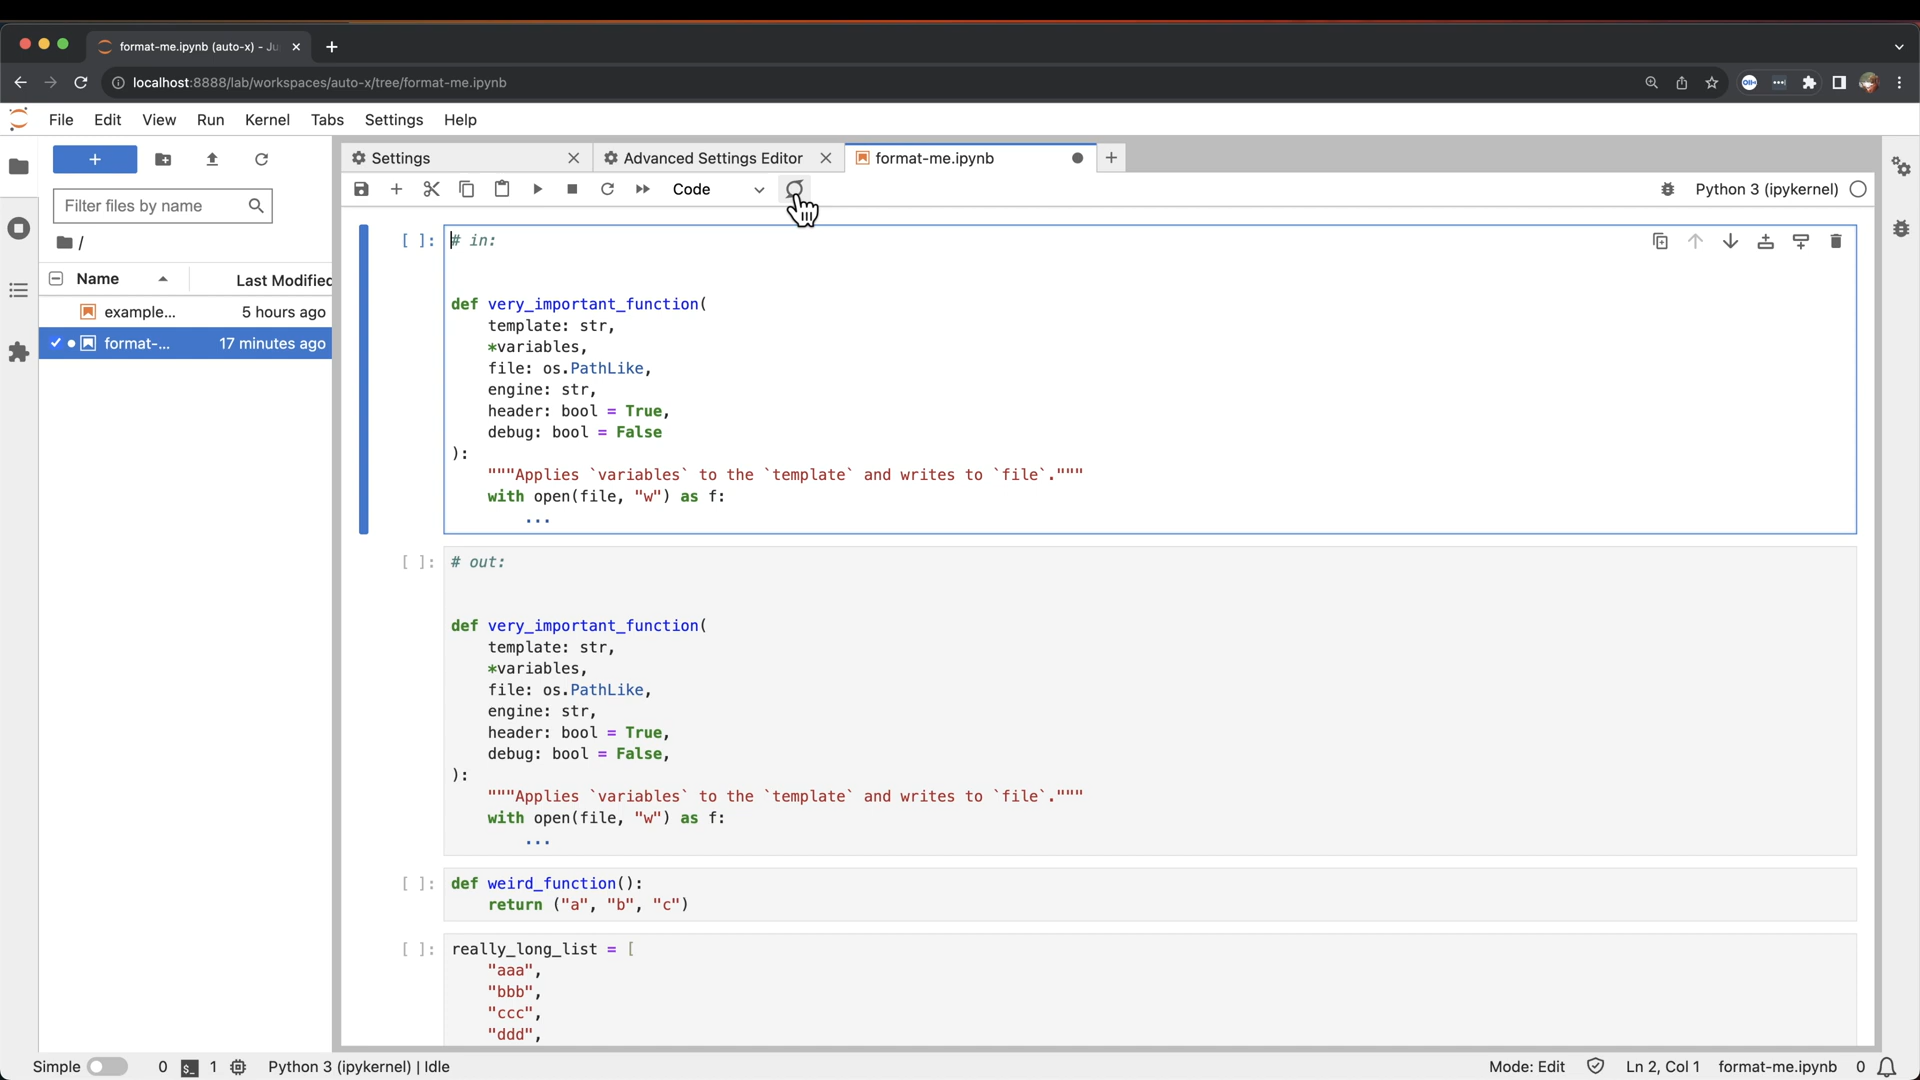 format-me.ipynb (auto-x) - Ju
localhost:8888/lab/workspaces/auto-x/tree/format-me.ipynb
File Edit View Run Kernel Tabs Settings Help
Settings
Advanced Settings Editor
format-me.ipynb
Code
Python 3 (ipykernel)
Filter files by name
/
Name
Last Modified
example...
5 hours ago
format-...
17 minutes ago
[ ]:
# in:
def very_important_function(
template: str,
*variables,
file: os.PathLike,
engine: str,
header: bool = True,
debug: bool = False
):
"""Applies `variables` to the `template` and writes to `file`."""
with open(file, "w") as f:
...
[ ]:
# out:
def very_important_function(
template: str,
*variables,
file: os.PathLike,
engine: str,
header: bool = True,
debug: bool = False,
):
"""Applies `variables` to the `template` and writes to `file`."""
with open(file, "w") as f:
...
[ ]:
def weird_function():
return ("a", "b", "c")
[ ]:
really_long_list = [
"aaa",
"bbb",
"ccc",
"ddd",
Simple
0
1
Python 3 (ipykernel) | Idle
Mode: Edit
Ln 2, Col 1
format-me.ipynb
0